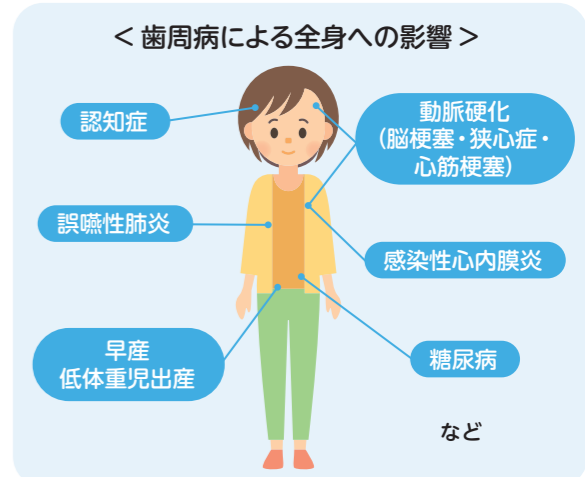 ＜歯周病による全身への影響＞
認知症
動脈硬化
（脳梗塞・狭心症・
心筋梗塞）
誤嚥性肺炎
感染性心内膜炎
早産
低体重児出産
糖尿病
など